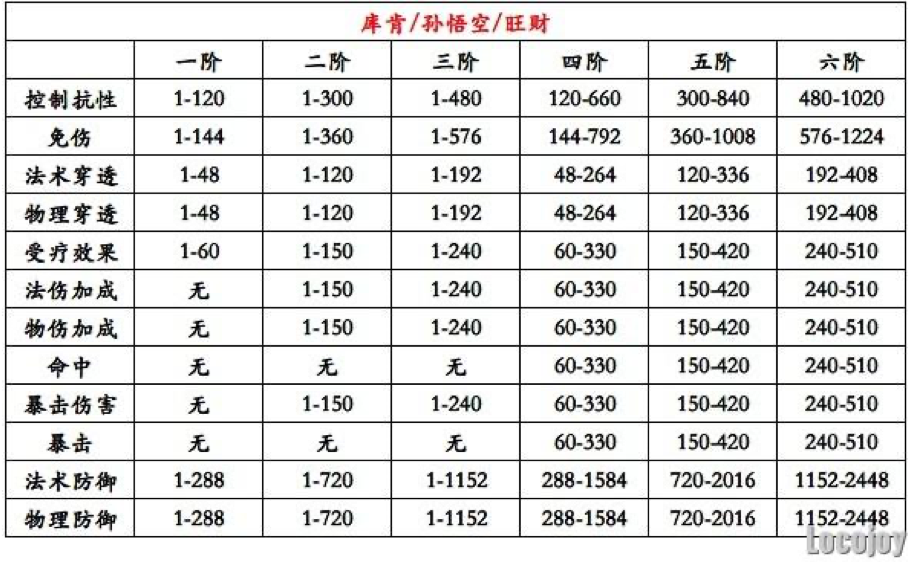 库肯/孙悟空/旺财
一阶 二阶 三阶 四阶 五阶 六阶
控制抗性 1-120 1-300 1-480 120-660 300-840 480-1020
免伤 1-144 1-360 1-576 144-792 360-1008 576-1224
法术穿透 1-48 1-120 1-192 48-264 120-336 192-408
物理穿透 1-48 1-120 1-192 48-264 120-336 192-408
受疗效果 1-60 1-150 1-240 60-330 150-420 240-510
法伤加成 无 1-150 1-240 60-330 150-420 240-510
物伤加成 无 1-150 1-240 60-330 150-420 240-510
命中 无 无 无 60-330 150-420 240-510
暴击伤害 无 1-150 1-240 60-330 150-420 240-510
暴击 无 无 无 60-330 150-420 240-510
法术防御 1-288 1-720 1-1152 288-1584 720-2016 1152-2448
物理防御 1-288 1-720 1-1152 288-1584 720-2016 1152-2448
Locojoy